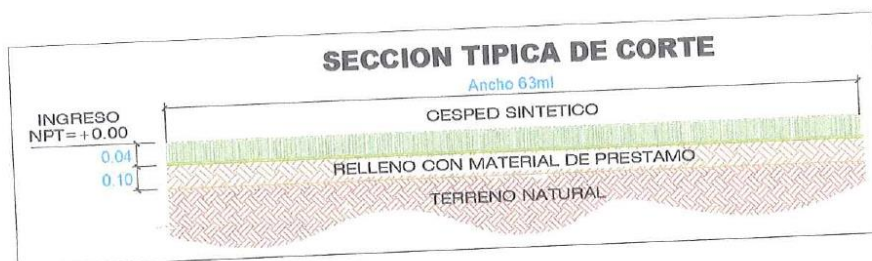 SECCION TIPICA DE CORTE
Ancho 63ml
CESPED SINTETICO
INGRESO
NPT=+0.00
0.04
RELLENO CON MATERIAL DE PRESTAMO
0.10
TERRENO NATURAL